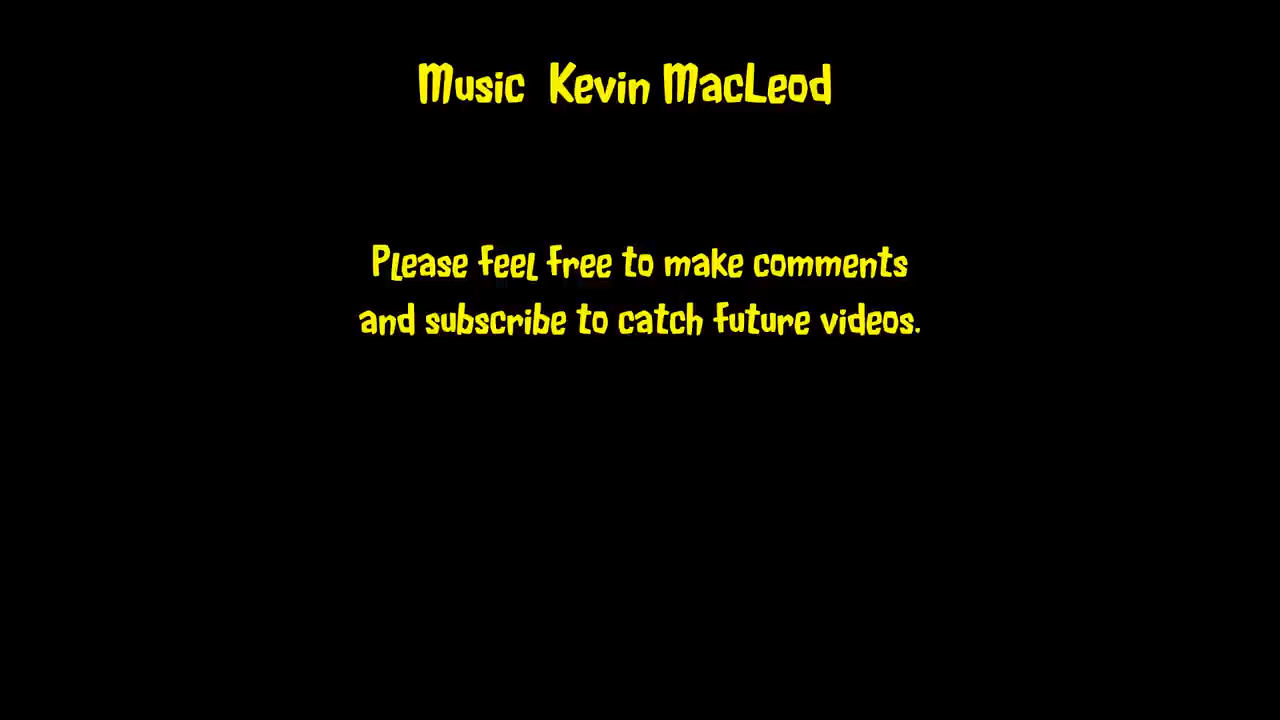 Music  Kevin MacLeod
Please feel free to make comments
and subscribe to catch future videos.